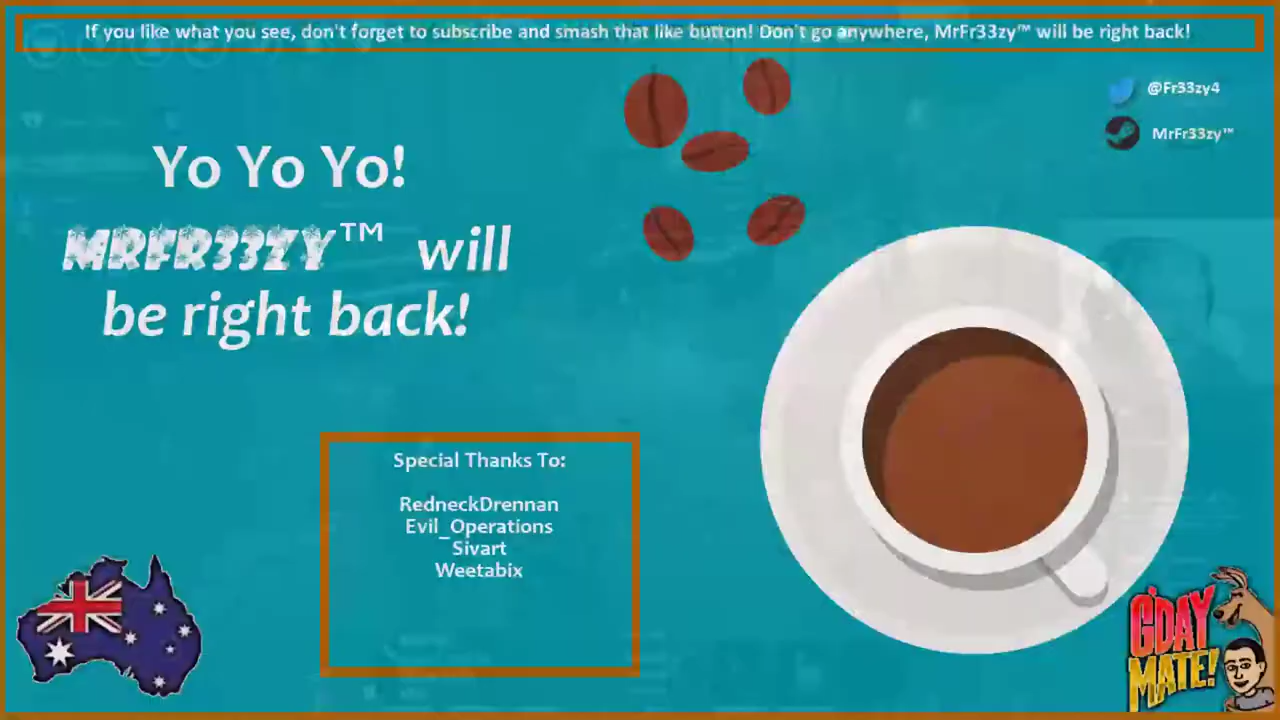 If you like what you see, don't forget to subscribe and smash that like button! Don't go anywhere, MrFr33zy™ will be right back!
@Fr33zy4
MrFr33zy™
Yo Yo Yo!
MRFR33ZY™ will
be right back!
Special Thanks To:
RedneckDrennan
Evil_Operations
Sivart
Weetabix
G'DAY
MATE!